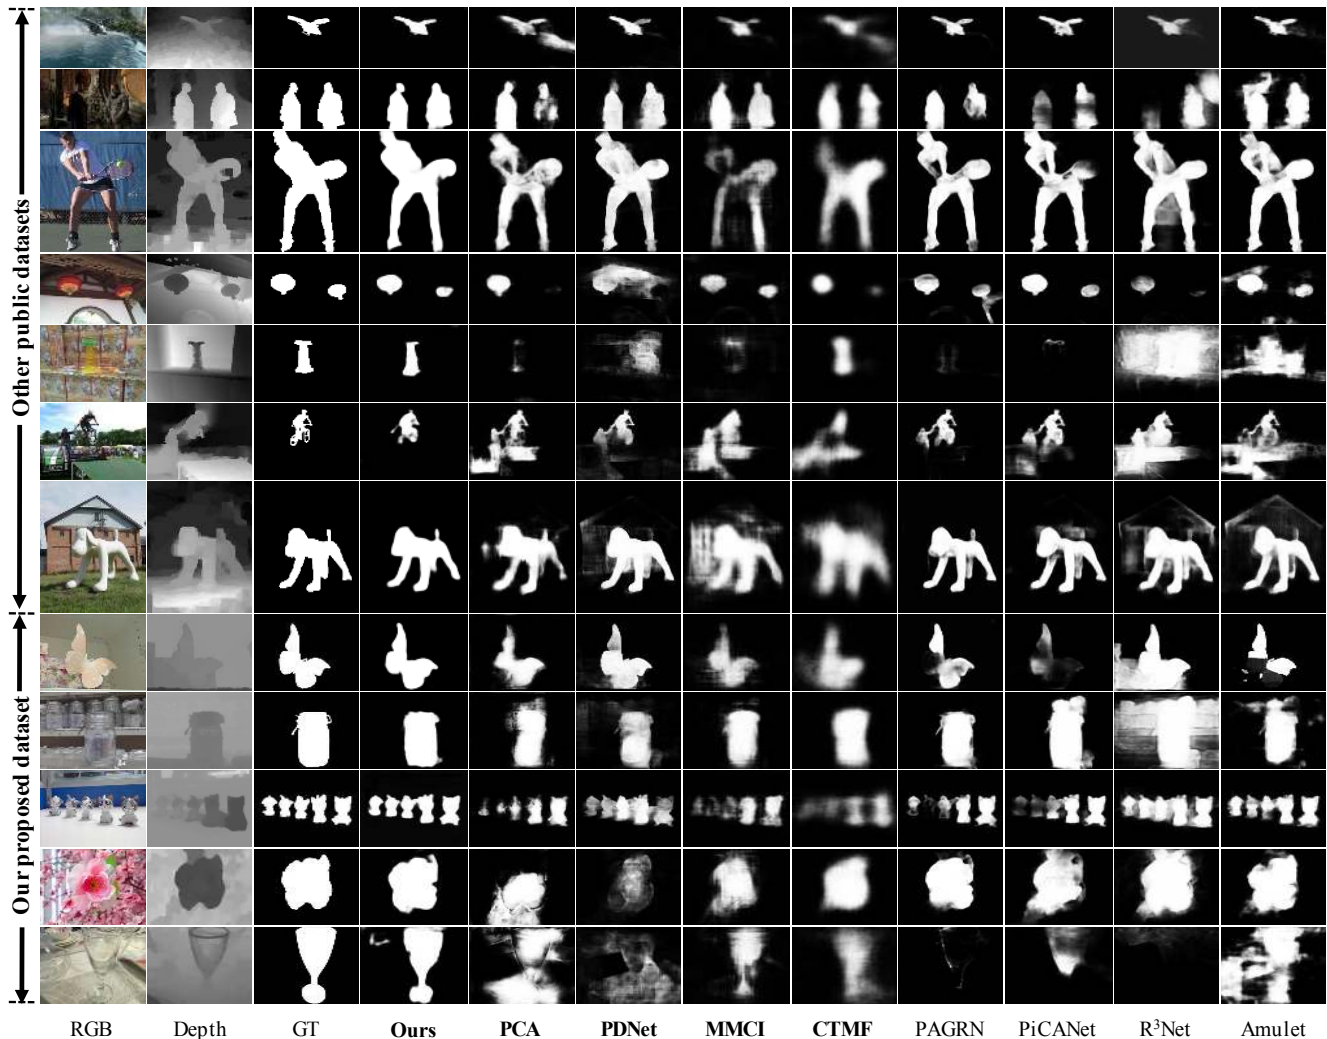 Other public datasets
Our proposed dataset
RGB Depth GT Ours PCA PDNet MMCI CTMF PAGRN PiCANet R³Net Amulet